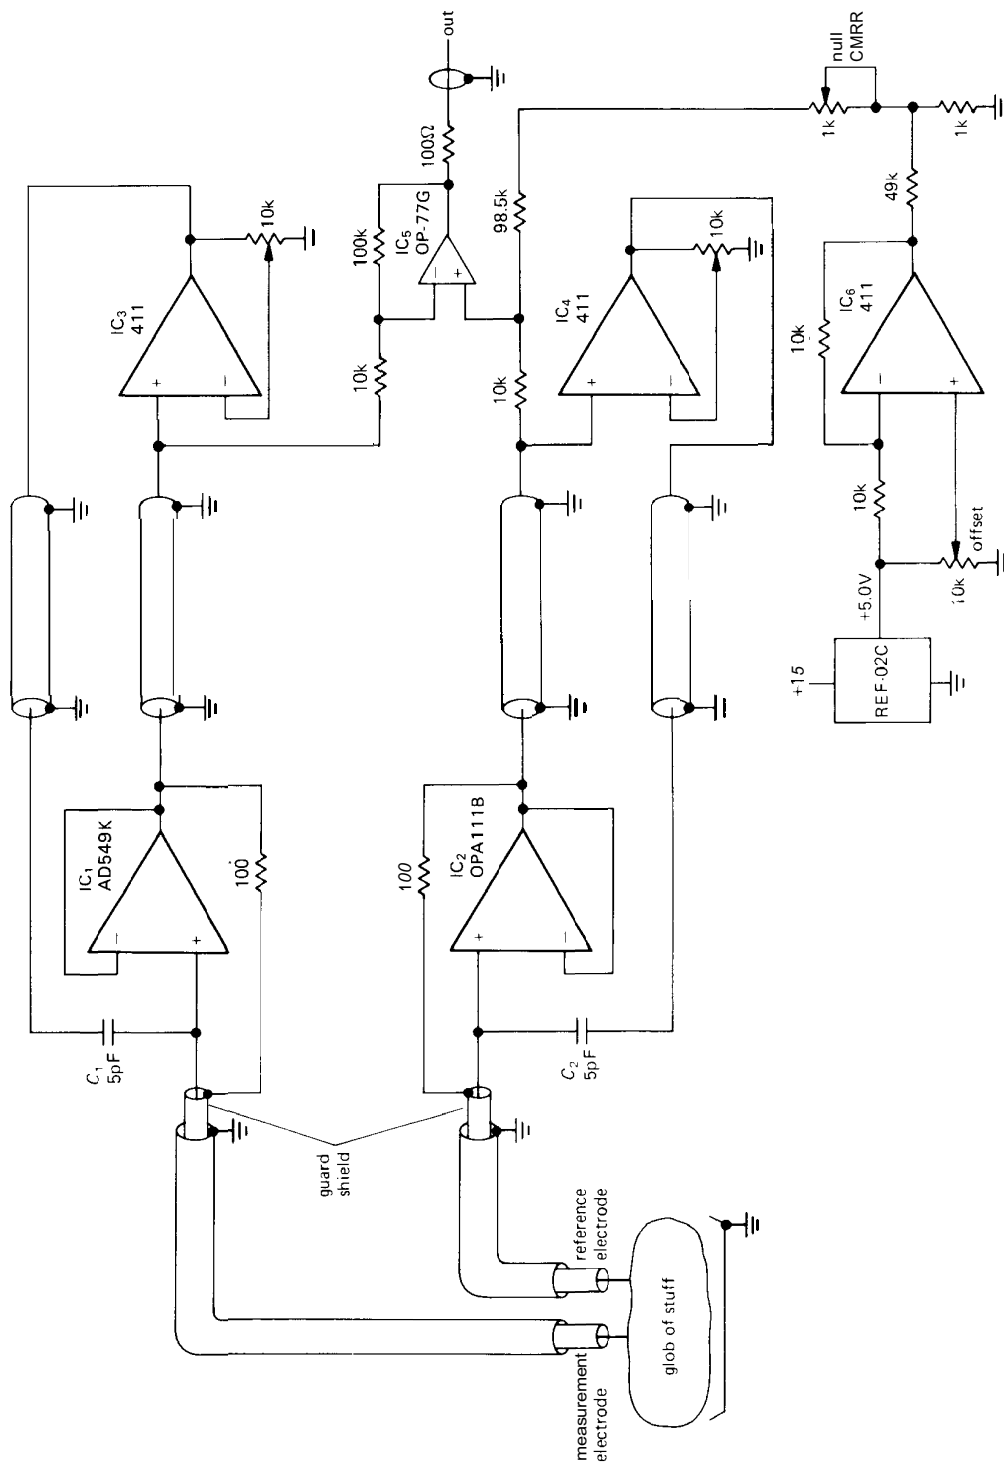 measurement
electrode
reference
electrode
glob of stuff
guard
shield
C₁
5pF
IC₁
AD549K
−
+
100
C₂
5pF
IC₂
OPA111B
+
−
100
IC₃
411
+
−
10k
10k
100k
IC₅
OP-77G
−
+
100Ω
out
10k
98.5k
IC₄
411
+
−
10k
+15
REF-02C
+5.0V
10k
offset
10k
10k
IC₆
411
−
+
49k
1k
null
CMRR
1k